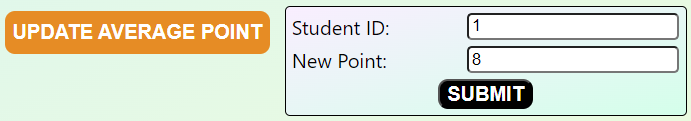 UPDATE AVERAGE POINT
Student ID: 1
New Point: 8
SUBMIT